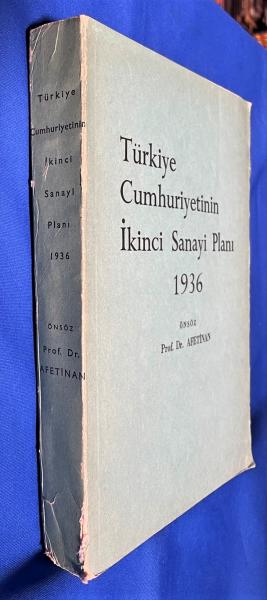 Türkiye
Cumhuriyetinin
İkinci
Sanayi
Planı
1936
ÖNSÖZ
Prof. Dr.
AFETİNAN
Türkiye
Cumhuriyetinin
İkinci Sanayi Planı
1936
ÖNSÖZ
Prof. Dr. AFETİNAN